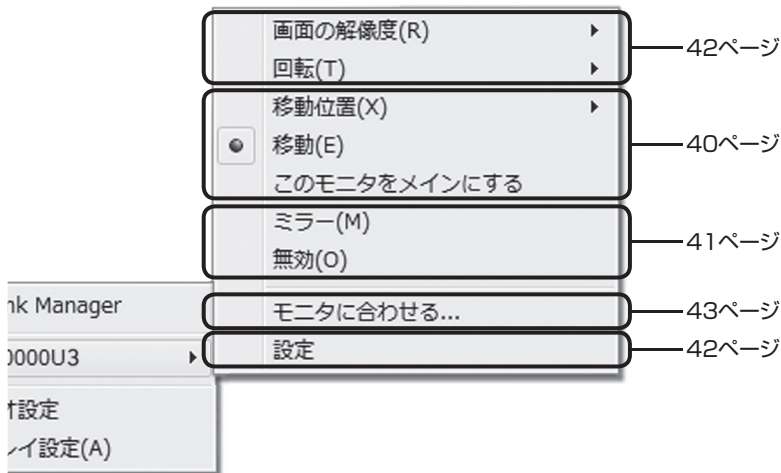 画面の解像度(R)
42ページ
回転(T)
移動位置(X)
移動(E)
40ページ
このモニタをメインにする
ミラー(M)
41ページ
無効(O)
nk Manager
モニタに合わせる...
43ページ
0000U3
設定
42ページ
オ設定
レイ設定(A)